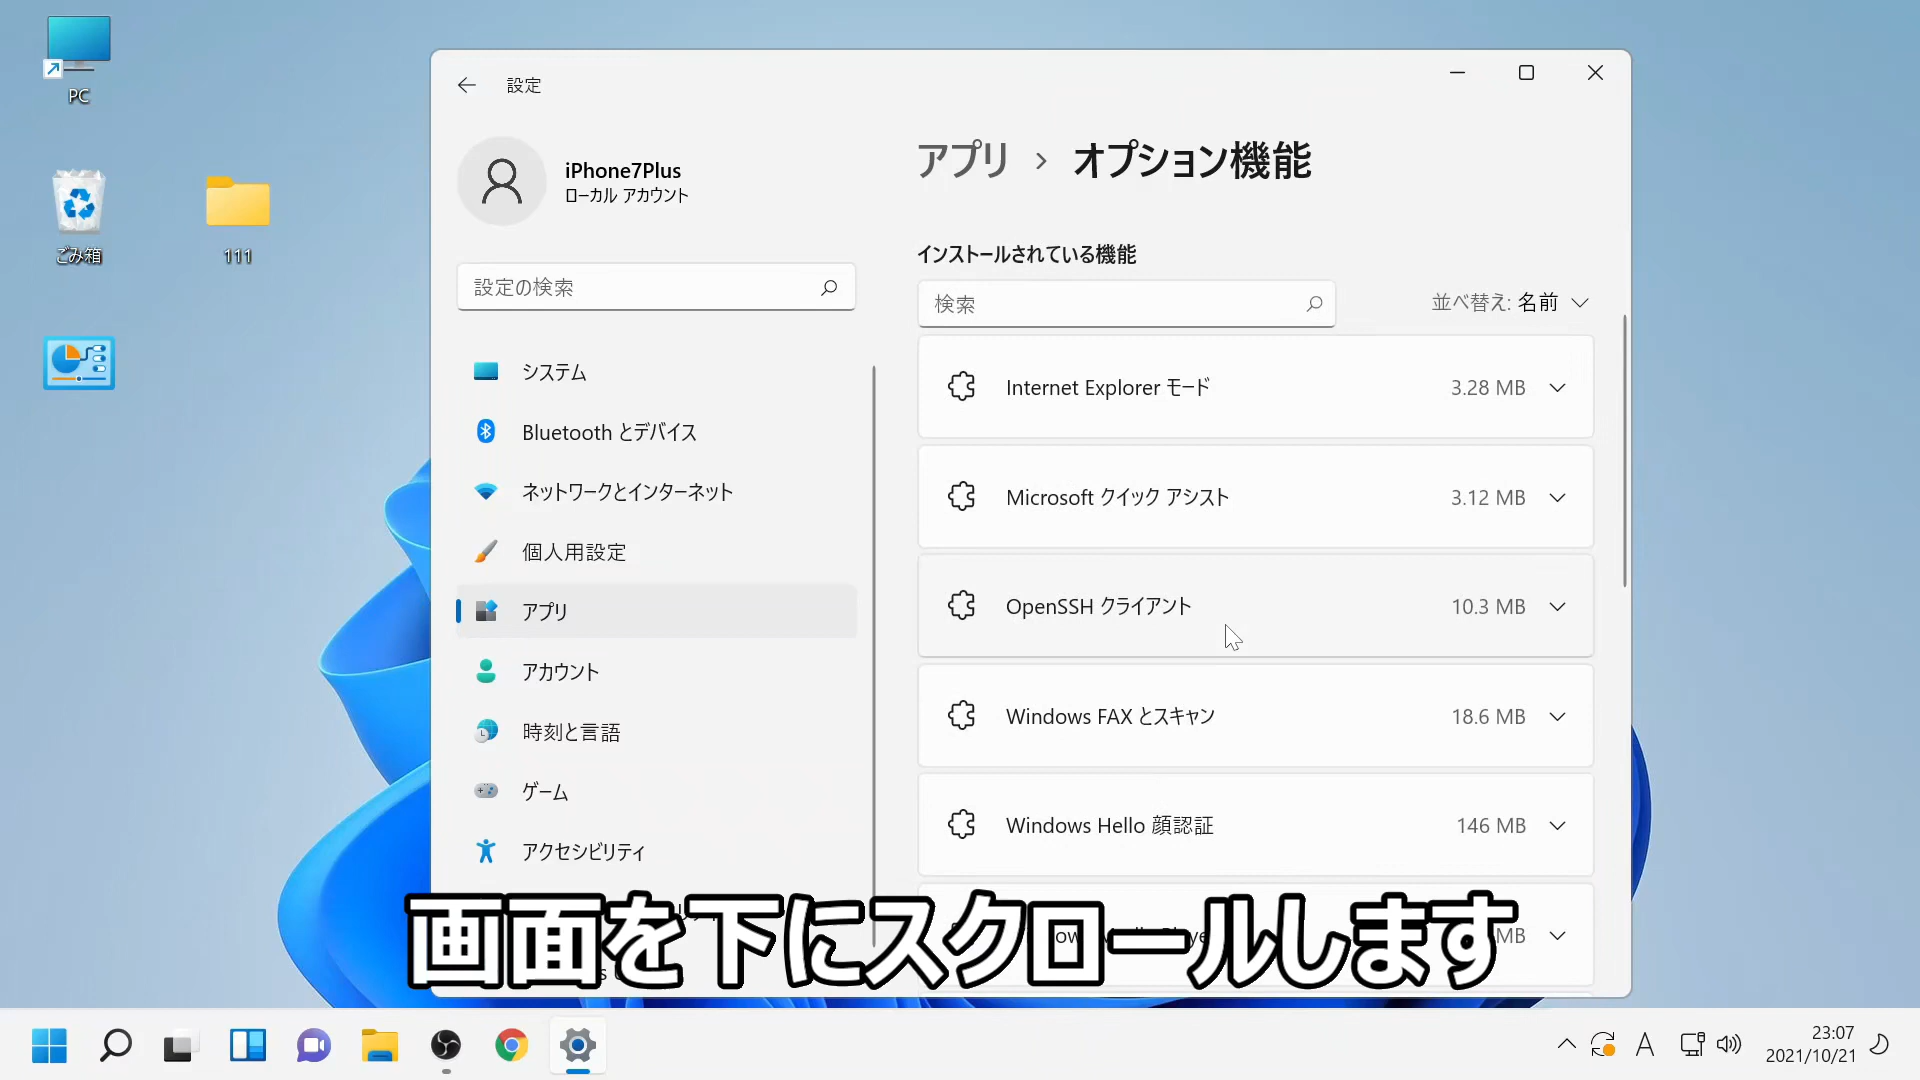 PC
ごみ箱
111
設定
iPhone7Plus
ローカル アカウント
設定の検索
システム
Bluetooth とデバイス
ネットワークとインターネット
個人用設定
アプリ
アカウント
時刻と言語
ゲーム
アクセシビリティ
アプリ › オプション機能
インストールされている機能
検索
並べ替え: 名前
Internet Explorer モード 3.28 MB
Microsoft クイック アシスト 3.12 MB
OpenSSH クライアント 10.3 MB
Windows FAX とスキャン 18.6 MB
Windows Hello 顔認証 146 MB
MB
画面を下にスクロールします
A
23:07
2021/10/21